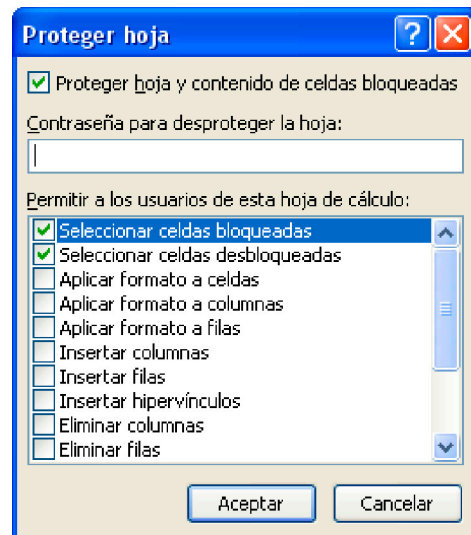 Proteger hoja
Proteger hoja y contenido de celdas bloqueadas
Contraseña para desproteger la hoja:
Permitir a los usuarios de esta hoja de cálculo:
Seleccionar celdas bloqueadas
Seleccionar celdas desbloqueadas
Aplicar formato a celdas
Aplicar formato a columnas
Aplicar formato a filas
Insertar columnas
Insertar filas
Insertar hipervínculos
Eliminar columnas
Eliminar filas
Aceptar Cancelar